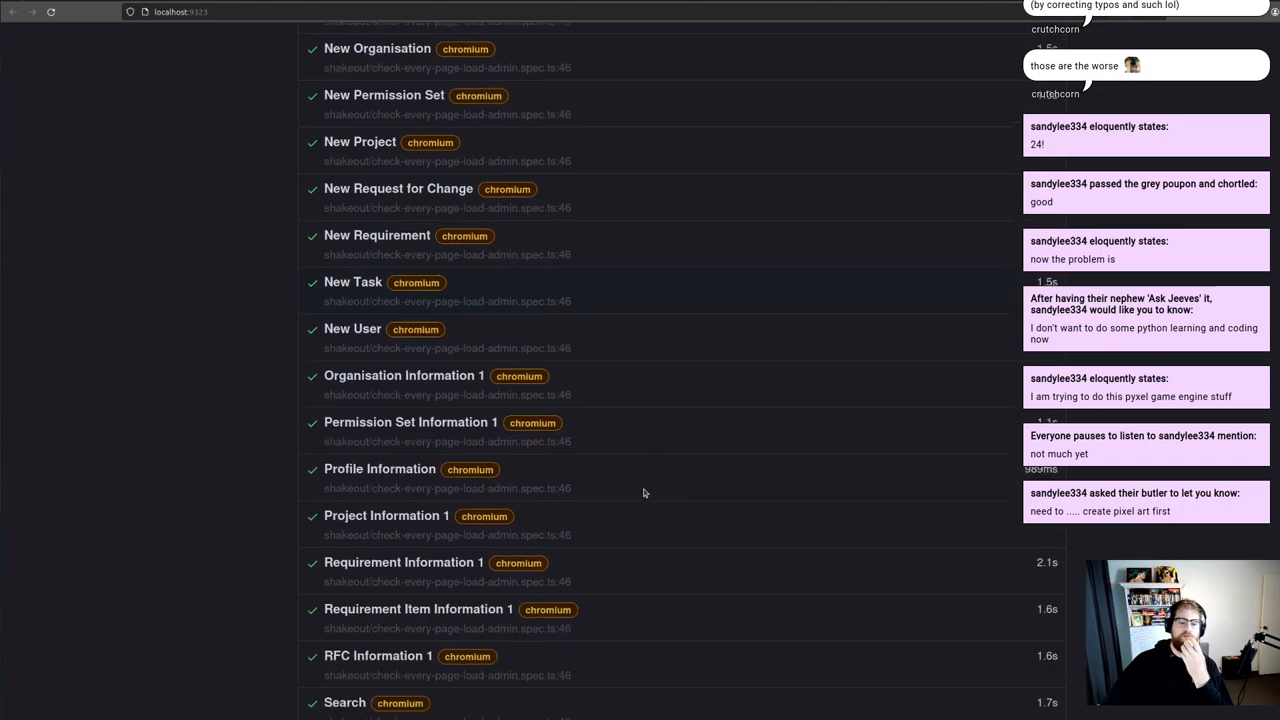 localhost:9323
New Organisation chromium
shakeout/check-every-page-load-admin.spec.ts:46
New Permission Set chromium
shakeout/check-every-page-load-admin.spec.ts:46
New Project chromium
shakeout/check-every-page-load-admin.spec.ts:46
New Request for Change chromium
shakeout/check-every-page-load-admin.spec.ts:46
New Requirement chromium
shakeout/check-every-page-load-admin.spec.ts:46
New Task chromium 1.5s
shakeout/check-every-page-load-admin.spec.ts:46
New User chromium
shakeout/check-every-page-load-admin.spec.ts:46
Organisation Information 1 chromium
shakeout/check-every-page-load-admin.spec.ts:46
Permission Set Information 1 chromium
shakeout/check-every-page-load-admin.spec.ts:46
Profile Information chromium 989ms
shakeout/check-every-page-load-admin.spec.ts:46
Project Information 1 chromium
shakeout/check-every-page-load-admin.spec.ts:46
Requirement Information 1 chromium 2.1s
shakeout/check-every-page-load-admin.spec.ts:46
Requirement Item Information 1 chromium 1.6s
shakeout/check-every-page-load-admin.spec.ts:46
RFC Information 1 chromium 1.6s
shakeout/check-every-page-load-admin.spec.ts:46
Search chromium 1.7s
(by correcting typos and such lol)
crutchcorn
those are the worse
crutchcorn
sandylee334 eloquently states:
24!
sandylee334 passed the grey poupon and chortled:
good
sandylee334 eloquently states:
now the problem is
After having their nephew 'Ask Jeeves' it,
sandylee334 would like you to know:
I don't want to do some python learning and coding
now
sandylee334 eloquently states:
I am trying to do this pyxel game engine stuff
Everyone pauses to listen to sandylee334 mention:
not much yet
sandylee334 asked their butler to let you know:
need to ..... create pixel art first